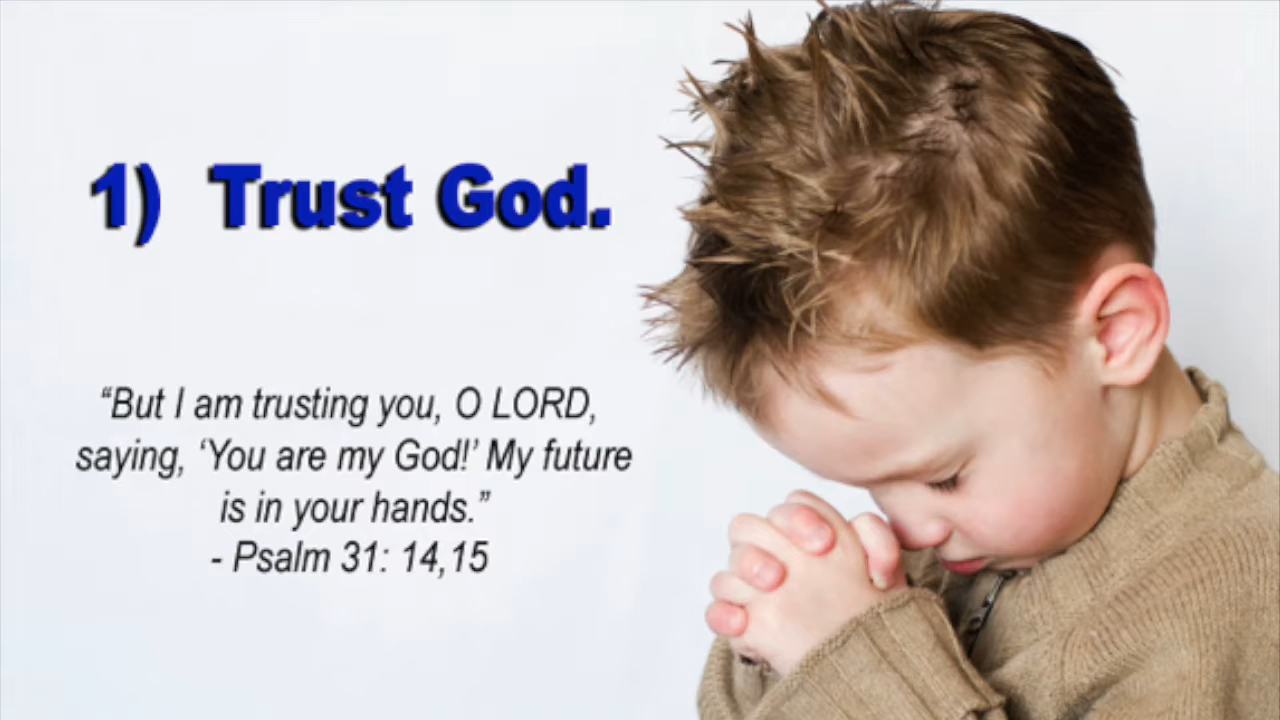 1) Trust God.
“But I am trusting you, O LORD,
saying, ‘You are my God!’ My future
is in your hands.”
- Psalm 31: 14,15